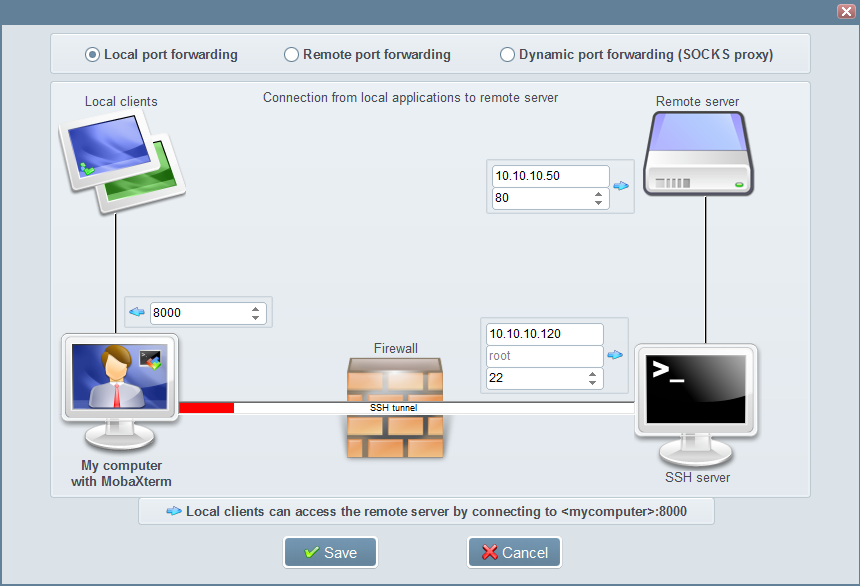 Local port forwarding
Remote port forwarding
Dynamic port forwarding (SOCKS proxy)
Local clients
Connection from local applications to remote server
Remote server
10.10.10.50
80
8000
10.10.10.120
root
22
Firewall
SSH tunnel
>_
My computer
with MobaXterm
SSH server
Local clients can access the remote server by connecting to <mycomputer>:8000
Save
Cancel